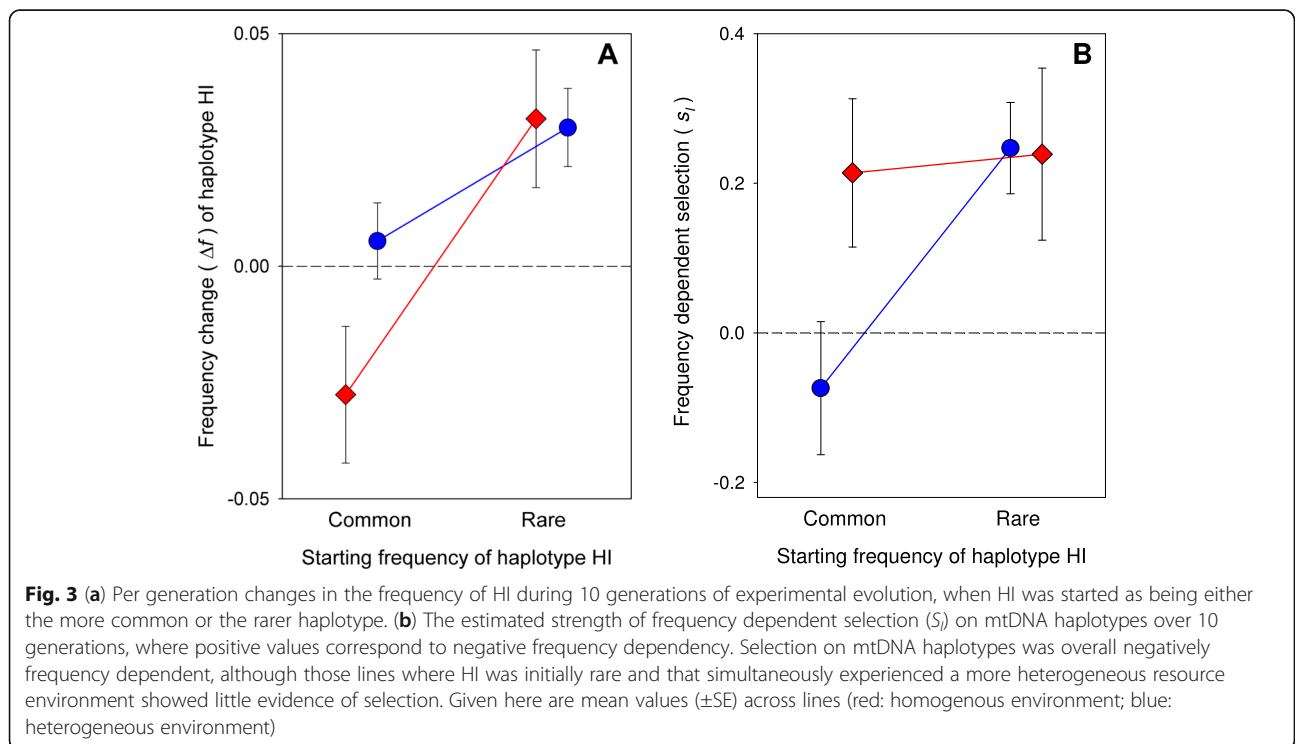 A
B
0.05
0.00
-0.05
Frequency change ( Δf ) of haplotype HI
Common
Rare
Starting frequency of haplotype HI
0.4
0.2
0.0
-0.2
Frequency dependent selection ( sI )
Common
Rare
Starting frequency of haplotype HI
Fig. 3 (a) Per generation changes in the frequency of HI during 10 generations of experimental evolution, when HI was started as being either
the more common or the rarer haplotype. (b) The estimated strength of frequency dependent selection (SI) on mtDNA haplotypes over 10
generations, where positive values correspond to negative frequency dependency. Selection on mtDNA haplotypes was overall negatively
frequency dependent, although those lines where HI was initially rare and that simultaneously experienced a more heterogeneous resource
environment showed little evidence of selection. Given here are mean values (±SE) across lines (red: homogenous environment; blue:
heterogeneous environment)